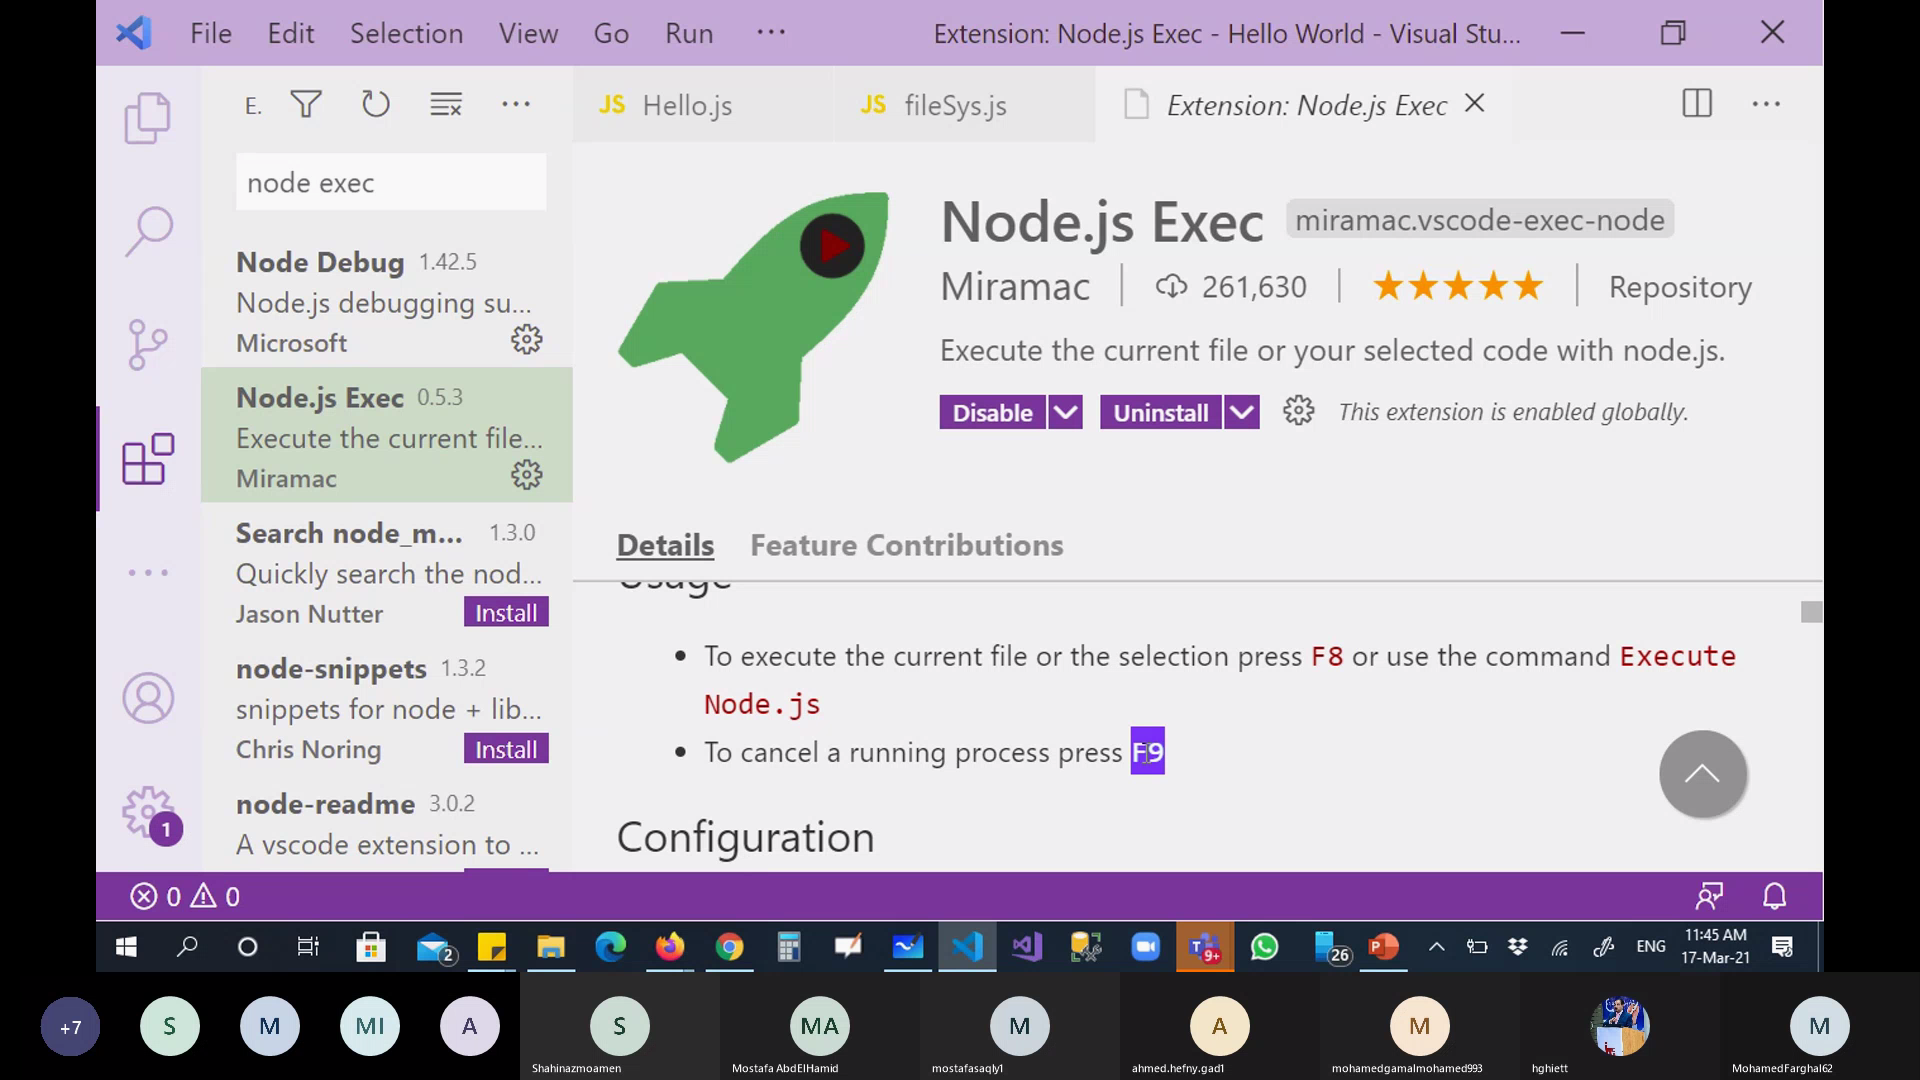 File Edit Selection View Go Run ··· Extension: Node.js Exec - Hello World - Visual Stu...
E.
JS Hello.js JS fileSys.js Extension: Node.js Exec
node exec
Node Debug 1.42.5
Node.js debugging su...
Microsoft
Node.js Exec 0.5.3
Execute the current file...
Miramac
Search node_m... 1.3.0
Quickly search the nod...
Jason Nutter Install
node-snippets 1.3.2
snippets for node + lib...
Chris Noring Install
node-readme 3.0.2
A vscode extension to ...
Node.js Exec miramac.vscode-exec-node
Miramac 261,630 Repository
Execute the current file or your selected code with node.js.
Disable Uninstall This extension is enabled globally.
Details Feature Contributions
Usage
• To execute the current file or the selection press F8 or use the command Execute
Node.js
• To cancel a running process press F9
Configuration
1
0 0
2 9+ 26 ENG 11:45 AM
17-Mar-21
+7 S M MI A S MA M A M M
Shahinazmoamen Mostafa AbdElHamid mostafasaqly1 ahmed.hefny.gad1 mohamedgamalmohamed993 hghiett MohamedFarghal62